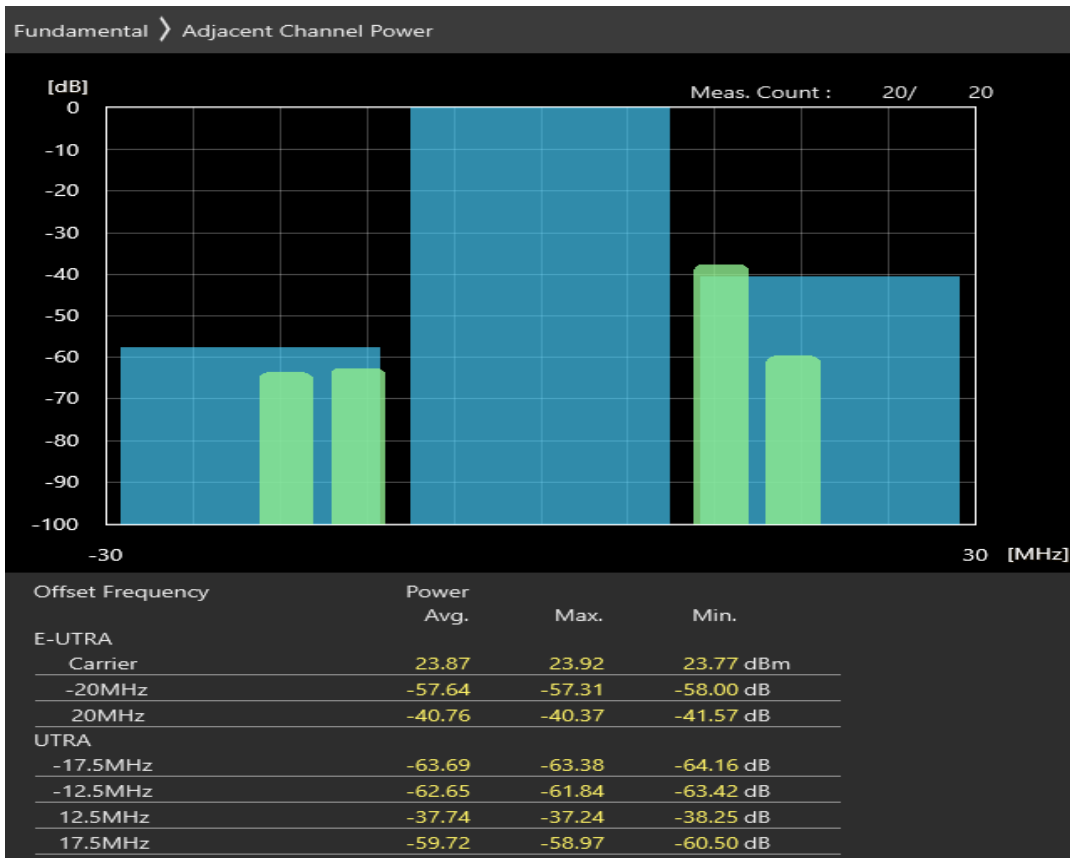 Fundamental 〉 Adjacent Channel Power
[dB]
Meas. Count : 20/ 20
0
-10
-20
-30
-40
-50
-60
-70
-80
-90
-100
-30 30 [MHz]
Offset Frequency Power
Avg. Max. Min.
E-UTRA
Carrier 23.87 23.92 23.77 dBm
-20MHz -57.64 -57.31 -58.00 dB
20MHz -40.76 -40.37 -41.57 dB
UTRA
-17.5MHz -63.69 -63.38 -64.16 dB
-12.5MHz -62.65 -61.84 -63.42 dB
12.5MHz -37.74 -37.24 -38.25 dB
17.5MHz -59.72 -58.97 -60.50 dB